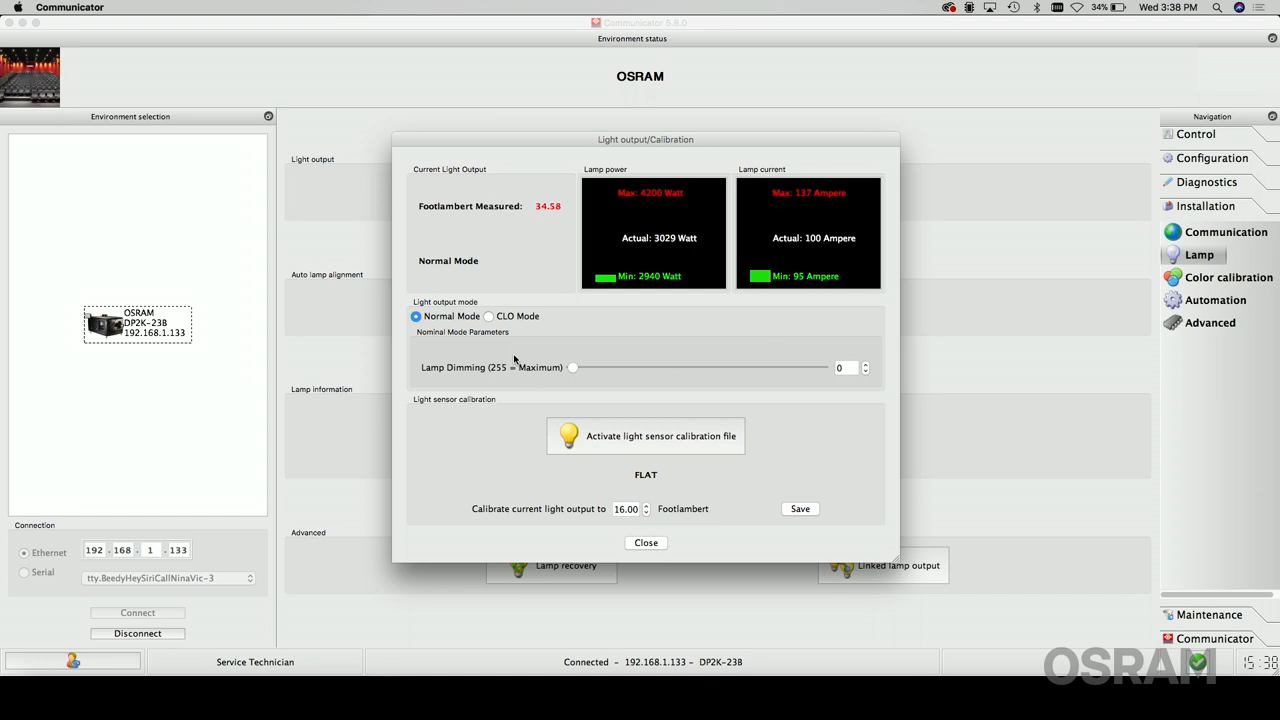 Communicator
34%
Wed 3:38 PM
Communicator 5.8.0
Environment status
OSRAM
Environment selection
OSRAM
DP2K-23B
192.168.1.133
Connection
Ethernet
192 . 168 . 1 . 133
Serial
tty.BeedyHeySiriCallNinaVic-3
Connect
Disconnect
Light output
Auto lamp alignment
Lamp information
Advanced
Lamp recovery
Linked lamp output
Light output/Calibration
Current Light Output
Footlambert Measured: 34.58
Normal Mode
Lamp power
Max: 4200 Watt
Actual: 3029 Watt
Min: 2940 Watt
Lamp current
Max: 137 Ampere
Actual: 100 Ampere
Min: 95 Ampere
Light output mode
Normal Mode
CLO Mode
Nominal Mode Parameters
Lamp Dimming (255 = Maximum)
0
Light sensor calibration
Activate light sensor calibration file
FLAT
Calibrate current light output to 16.00 Footlambert
Save
Close
Navigation
Control
Configuration
Diagnostics
Installation
Communication
Lamp
Color calibration
Automation
Advanced
Maintenance
Communicator
Service Technician
Connected - 192.168.1.133 - DP2K-23B
15:38
OSRAM